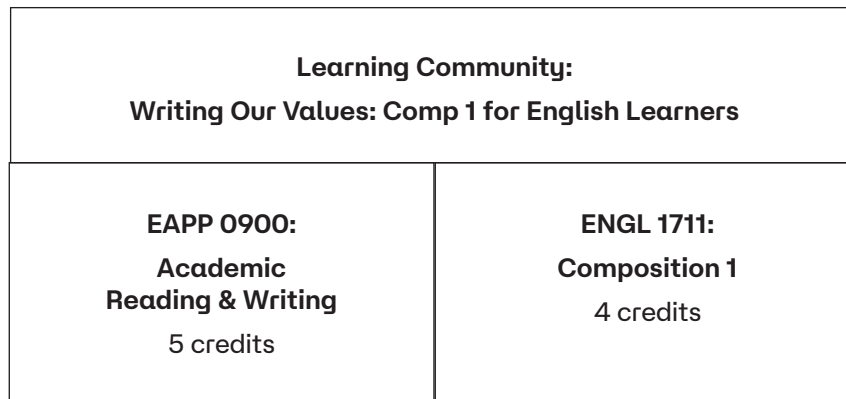 Learning Community:
Writing Our Values: Comp 1 for English Learners
EAPP 0900:
Academic
Reading & Writing
5 credits
ENGL 1711:
Composition 1
4 credits